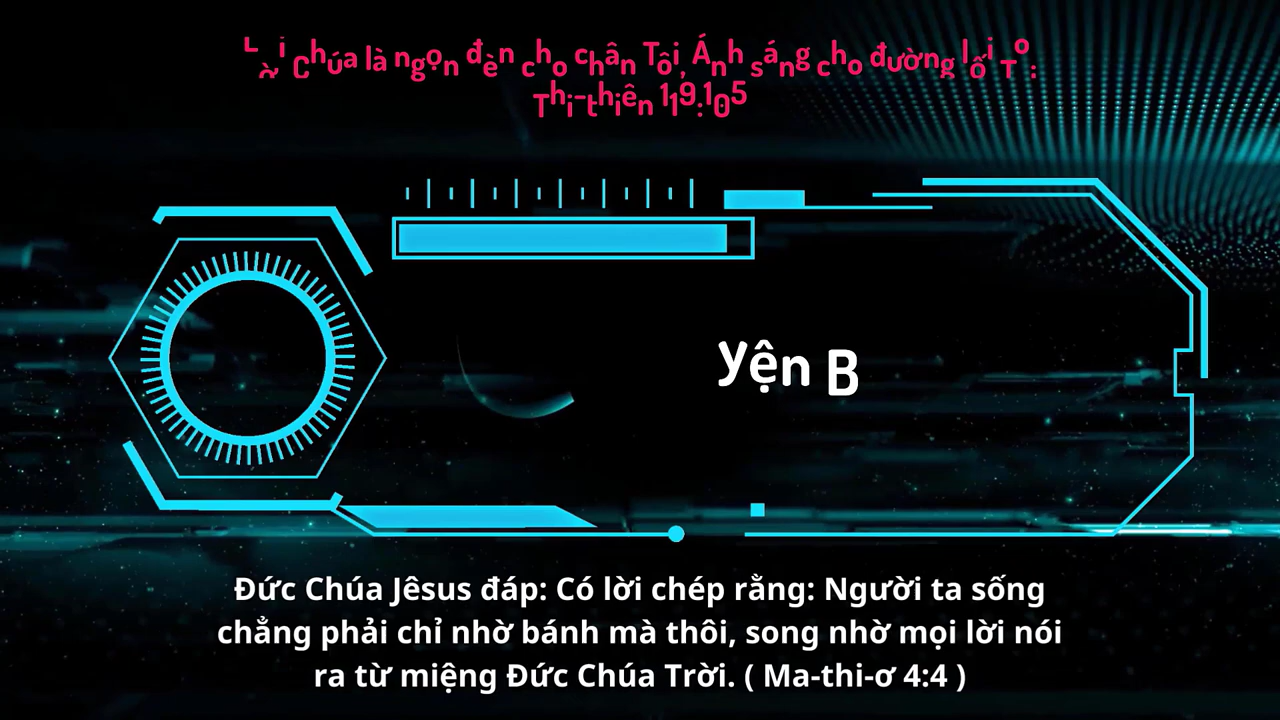 Lời Chúa là ngọn đèn cho chân Tôi, Ánh sáng cho đường lối Tôi.
Thi-thiên 119:105
yện B
Đức Chúa Jêsus đáp: Có lời chép rằng: Người ta sống
chẳng phải chỉ nhờ bánh mà thôi, song nhờ mọi lời nói
ra từ miệng Đức Chúa Trời. ( Ma-thi-ơ 4:4 )